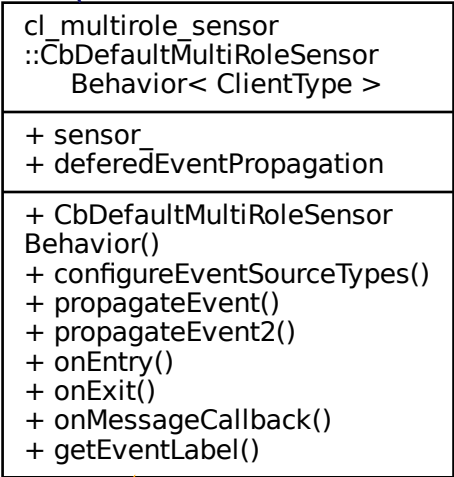 cl_multirole_sensor
::CbDefaultMultiRoleSensor
Behavior< ClientType >
+ sensor_
+ deferedEventPropagation
+ CbDefaultMultiRoleSensor
Behavior()
+ configureEventSourceTypes()
+ propagateEvent()
+ propagateEvent2()
+ onEntry()
+ onExit()
+ onMessageCallback()
+ getEventLabel()